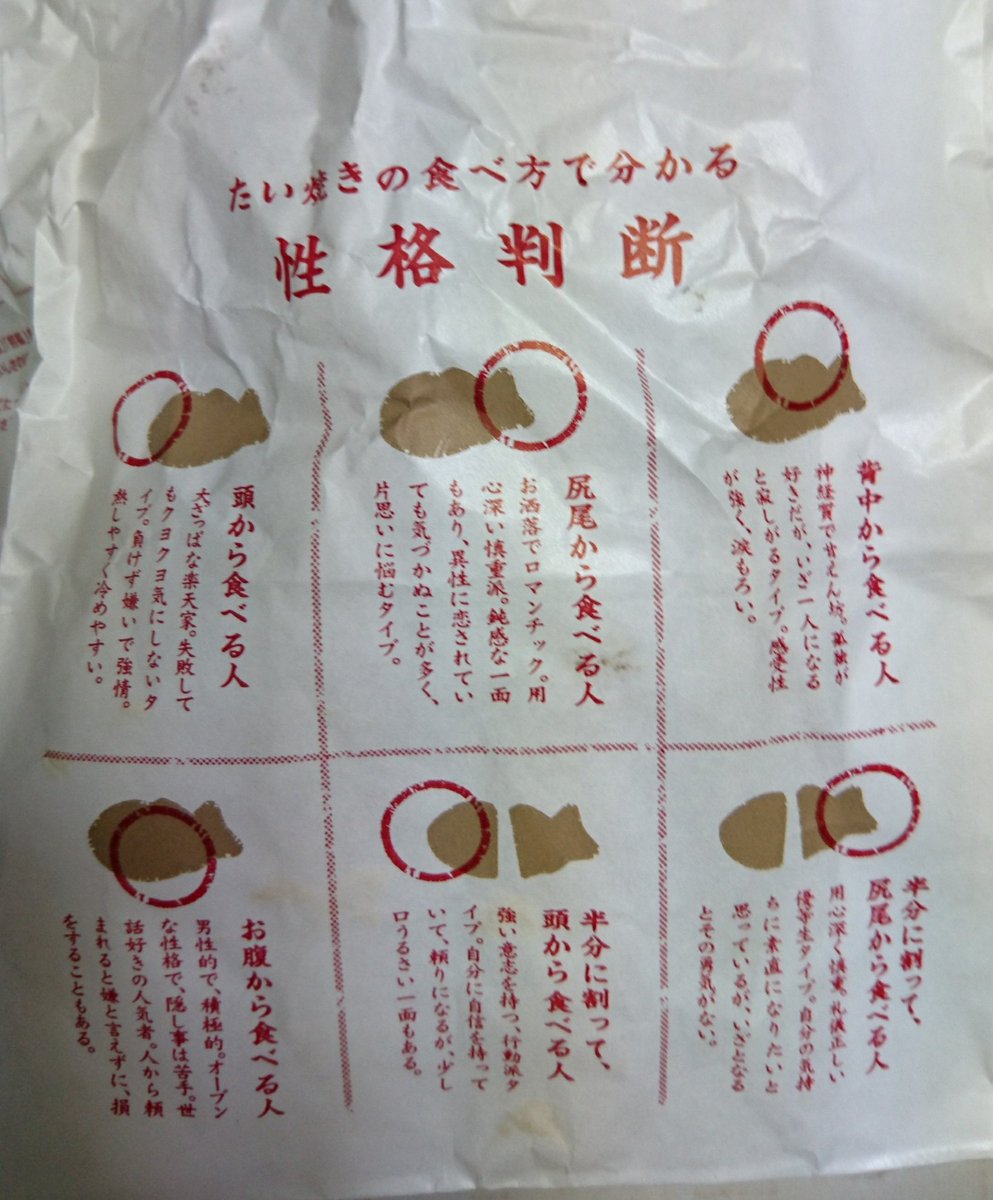 たい焼きの食べ方で分かる
性格判断
頭から食べる人
大ざっぱな楽天家。失敗して
もクヨクヨ気にしないタ
イプ。負けず嫌いで強情。
熱しやすく冷めやすい。
尻尾から食べる人
お洒落でロマンチック。用
心深い慎重派。鈍感な一面
もあり、異性に恋されてい
ても気づかぬことが多く、
片思いに悩むタイプ。
背中から食べる人
神経質で甘えん坊。孤独が
好きだが、いざ一人になる
と寂しがるタイプ。感受性
が強く、涙もろい。
お腹から食べる人
男性的で、積極的。オープン
な性格で、隠し事は苦手。世
話好きの人気者。人から頼
まれると嫌と言えずに、損
をすることもある。
半分に割って、
頭から食べる人
強い意志を持つ、行動派タ
イプ。自分に自信を持って
いて、頼りになるが、少し
口うるさい一面もある。
半分に割って、
尻尾から食べる人
用心深く慎重。礼儀正しい
優等生タイプ。自分の気持
ちに素直になりたいと
思っているが、いざとなる
とその勇気がない。